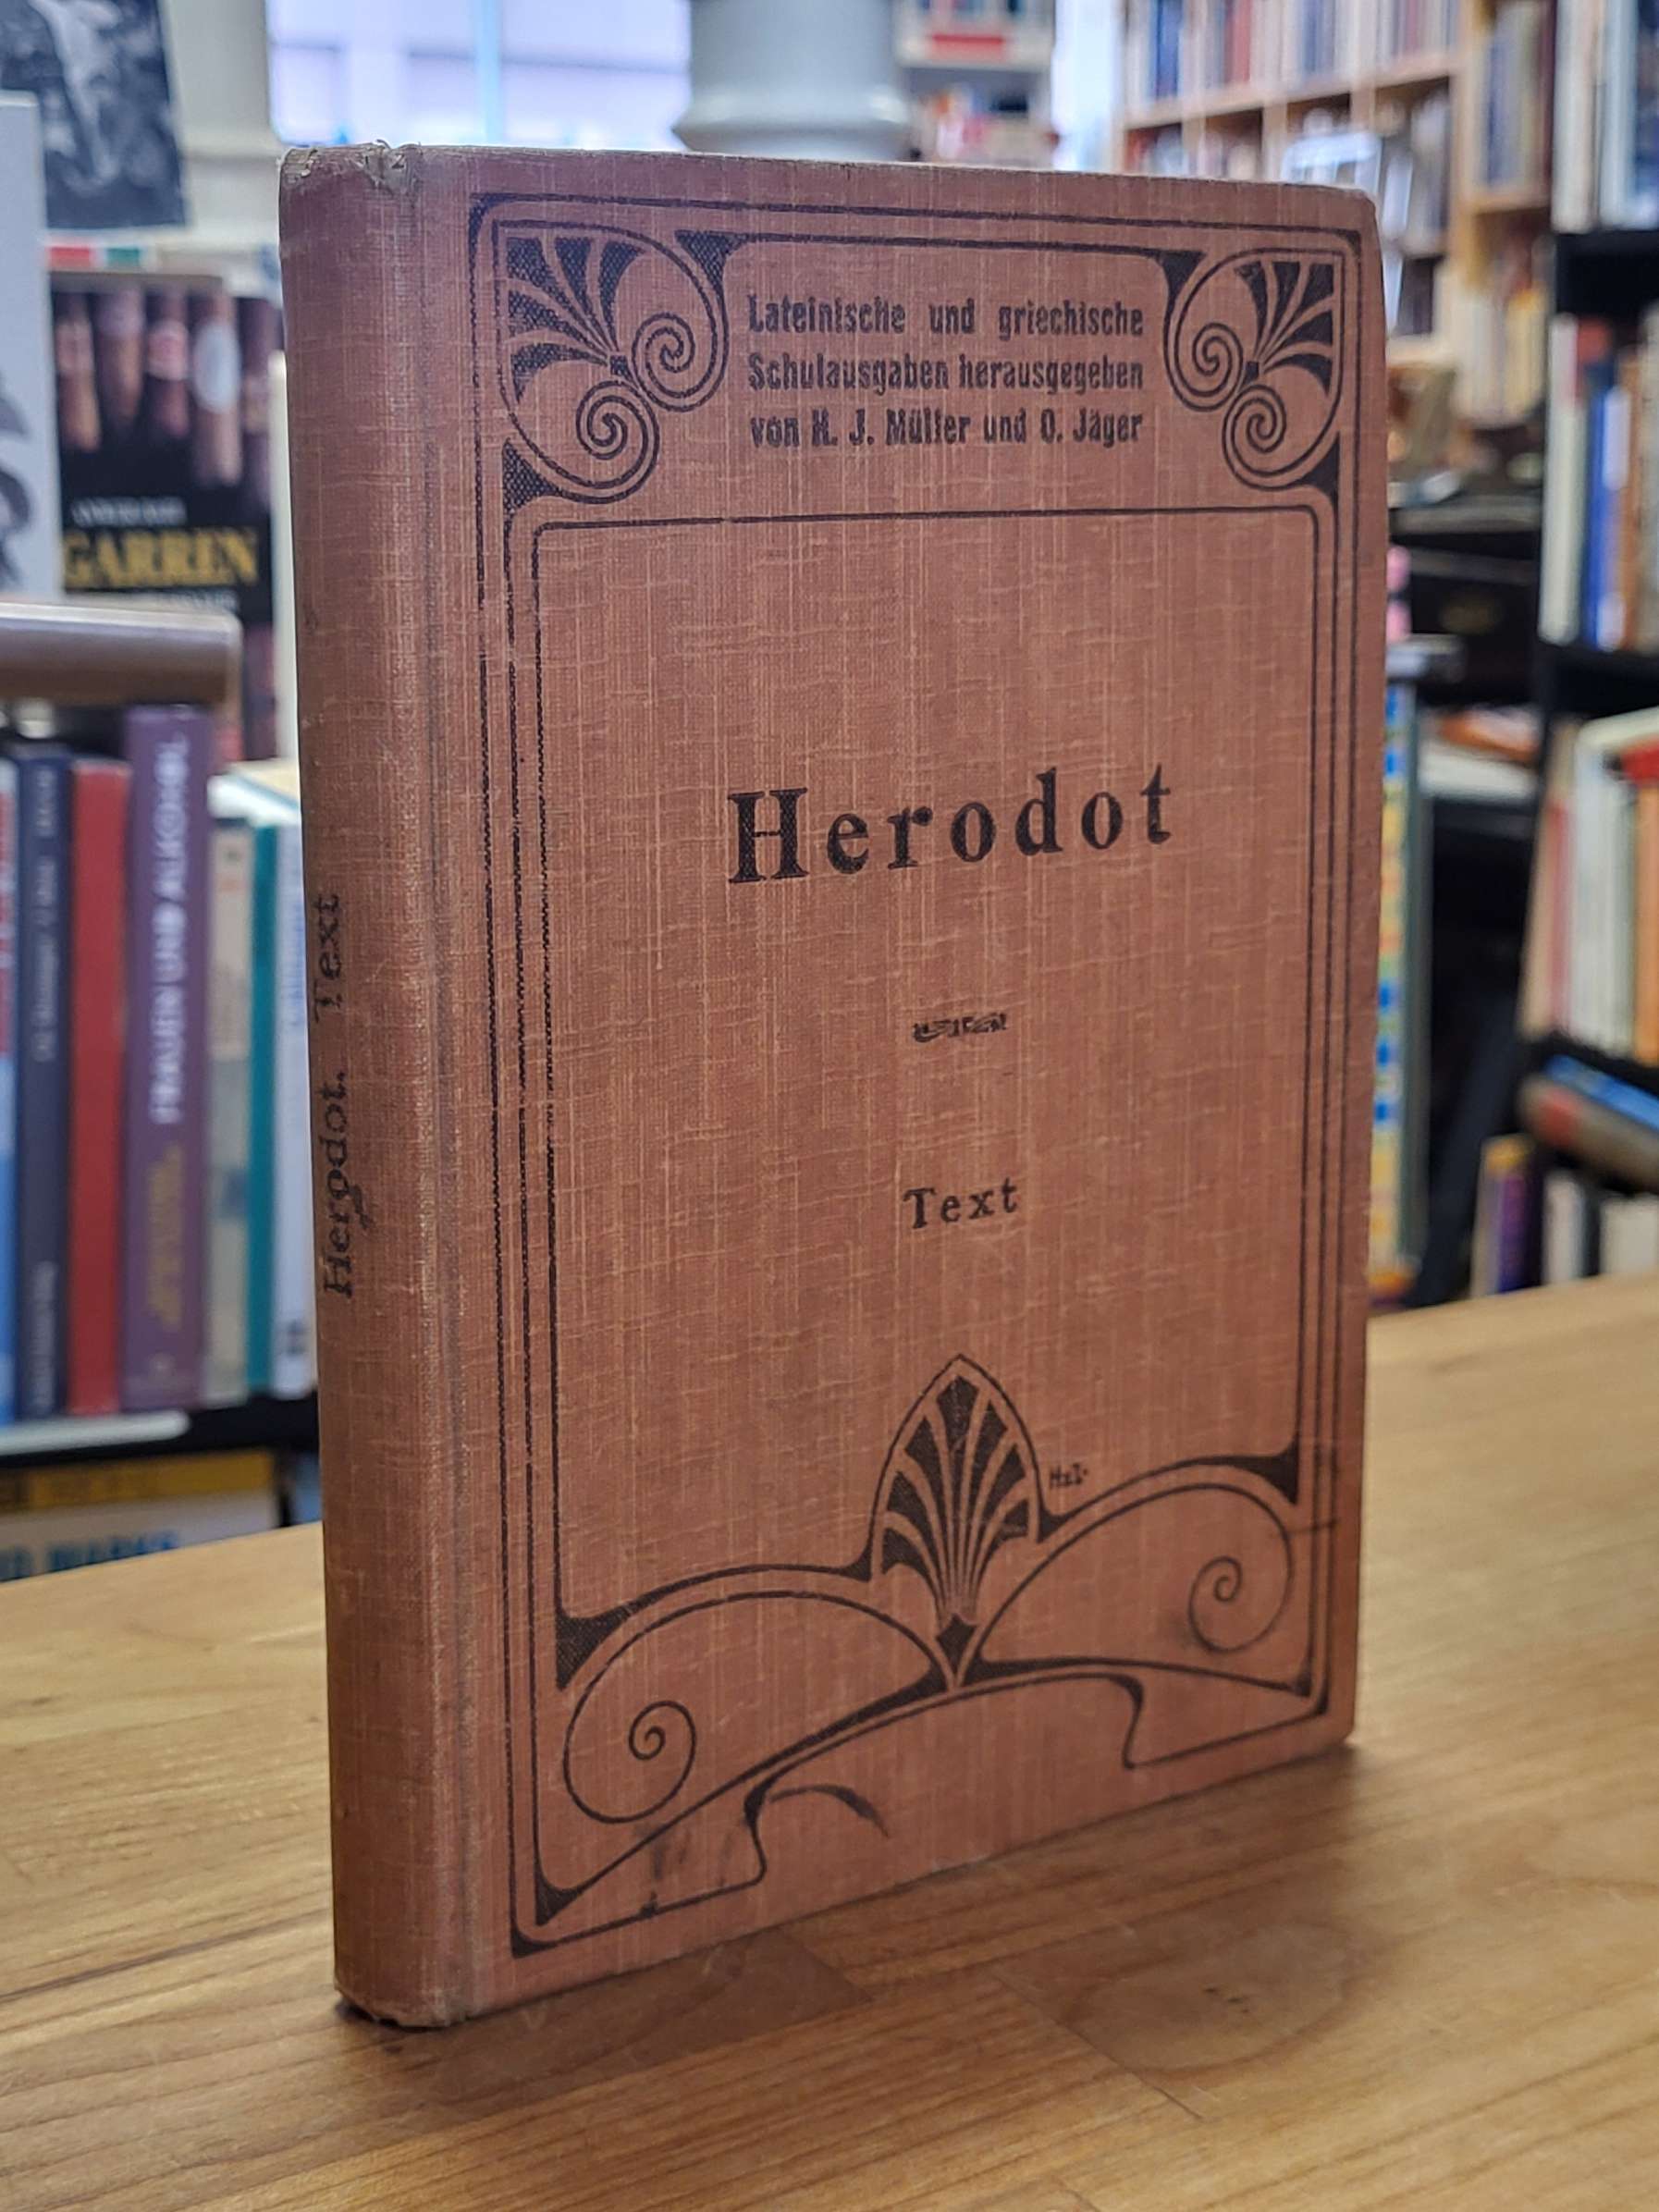 Lateinische und griechische
Schulausgaben herausgegeben
von H. J. Müller und O. Jäger
Herodot
Text
Herodot. Text
GARREN
FRAUEN UND ALKOHOL